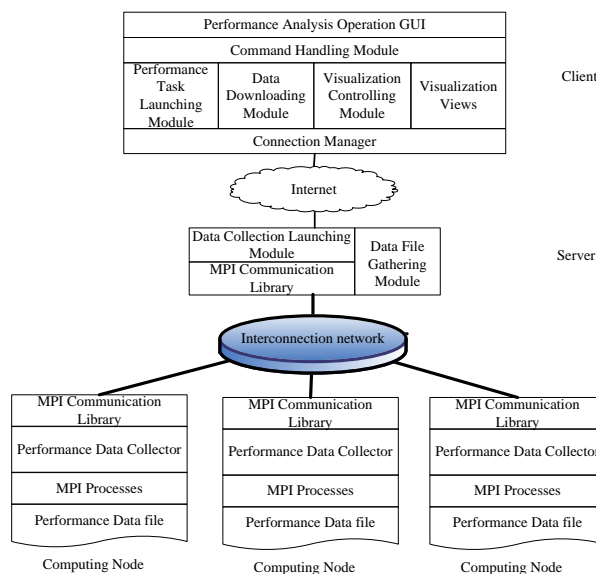 Performance Analysis Operation GUI
Command Handling Module
Performance
Task
Launching
Module
Data
Downloading
Module
Visualization
Controlling
Module
Visualization
Views
Client
Connection Manager
Internet
Data Collection Launching
Module
MPI Communication
Library
Data File
Gathering
Module
Server
Interconnection network
MPI Communication
Library
Performance Data Collector
MPI Processes
Performance Data file
Computing Node
MPI Communication
Library
Performance Data Collector
MPI Processes
Performance Data file
Computing Node
MPI Communication
Library
Performance Data Collector
MPI Processes
Performance Data file
Computing Node